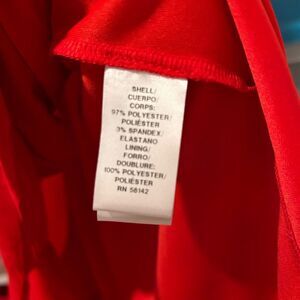 SHELL/
CUERPO/
CORPS:
97% POLYESTER/
POLIÉSTER
3% SPANDEX/
ELASTANO
LINING/
FORRO/
DOUBLURE:
100% POLYESTER/
POLIÉSTER
RN 58142